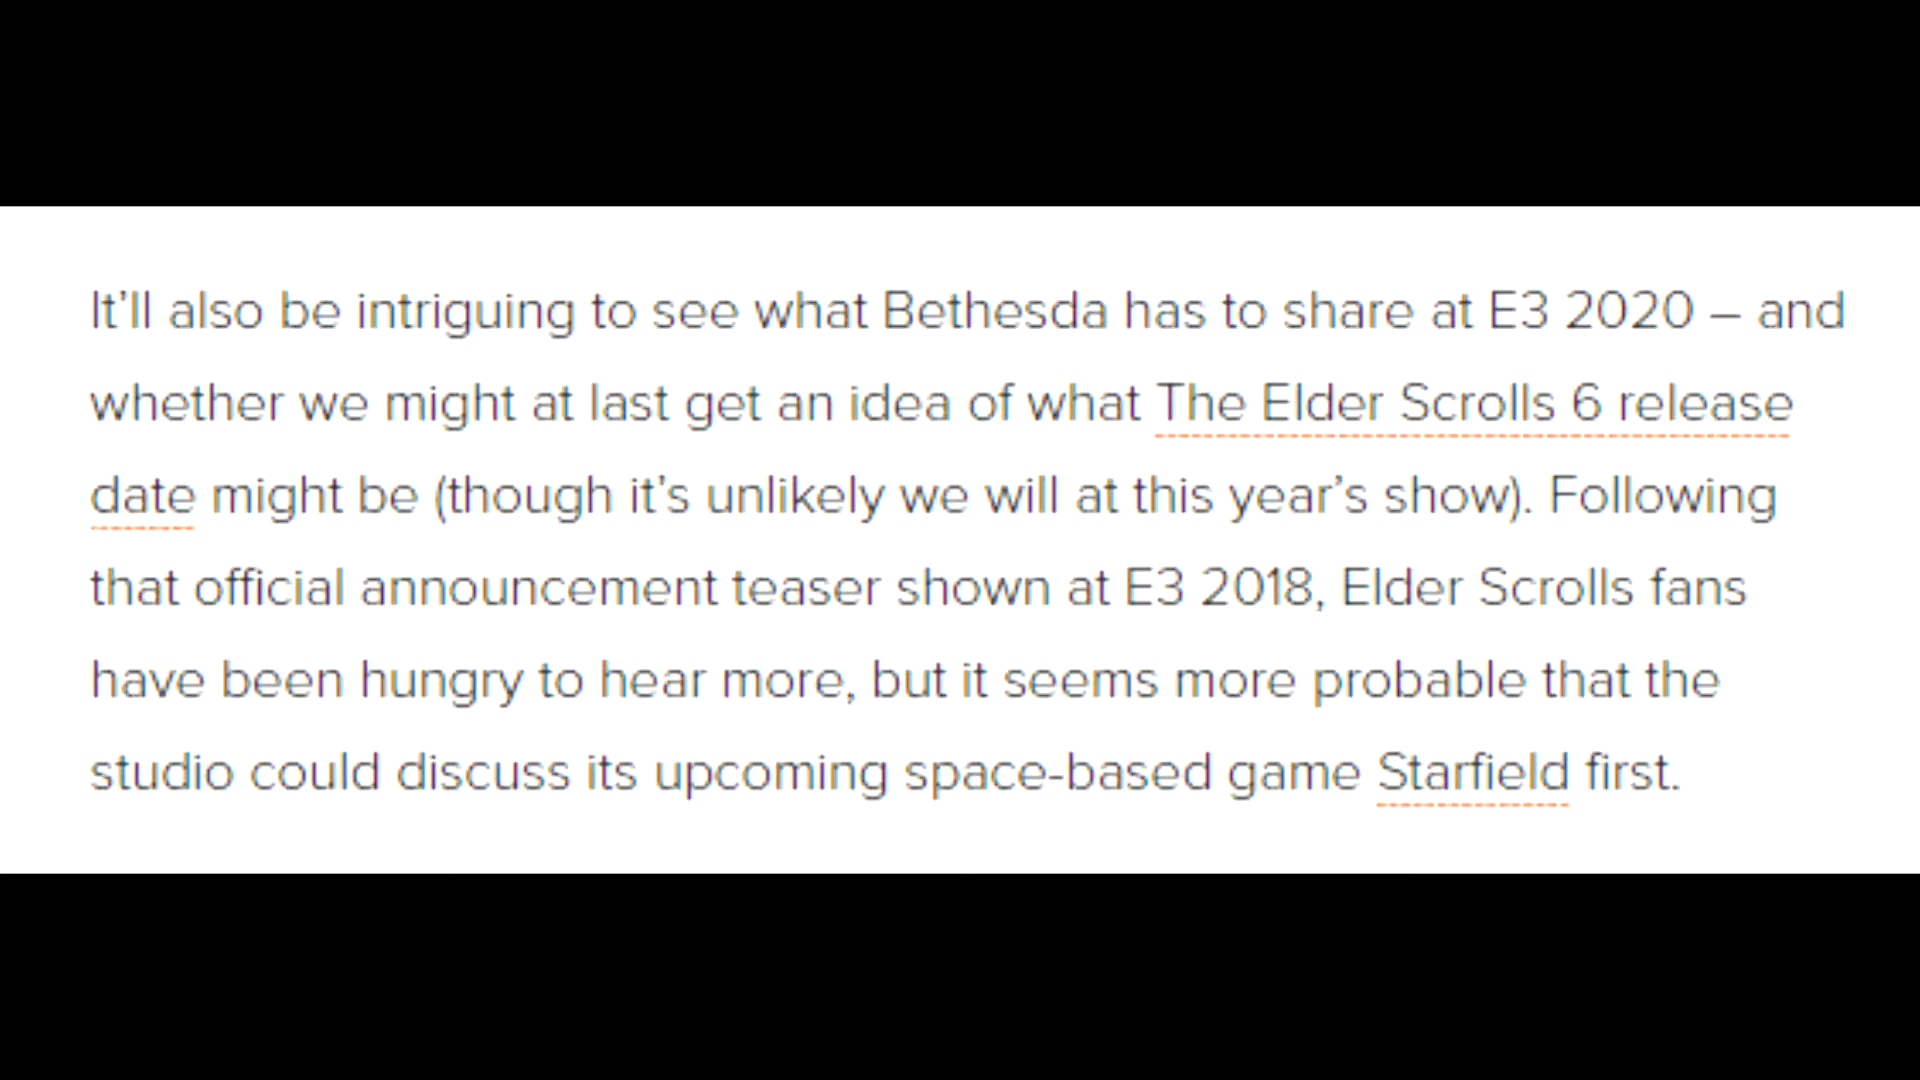 It’ll also be intriguing to see what Bethesda has to share at E3 2020 – and
whether we might at last get an idea of what The Elder Scrolls 6 release
date might be (though it’s unlikely we will at this year’s show). Following
that official announcement teaser shown at E3 2018, Elder Scrolls fans
have been hungry to hear more, but it seems more probable that the
studio could discuss its upcoming space-based game Starfield first.